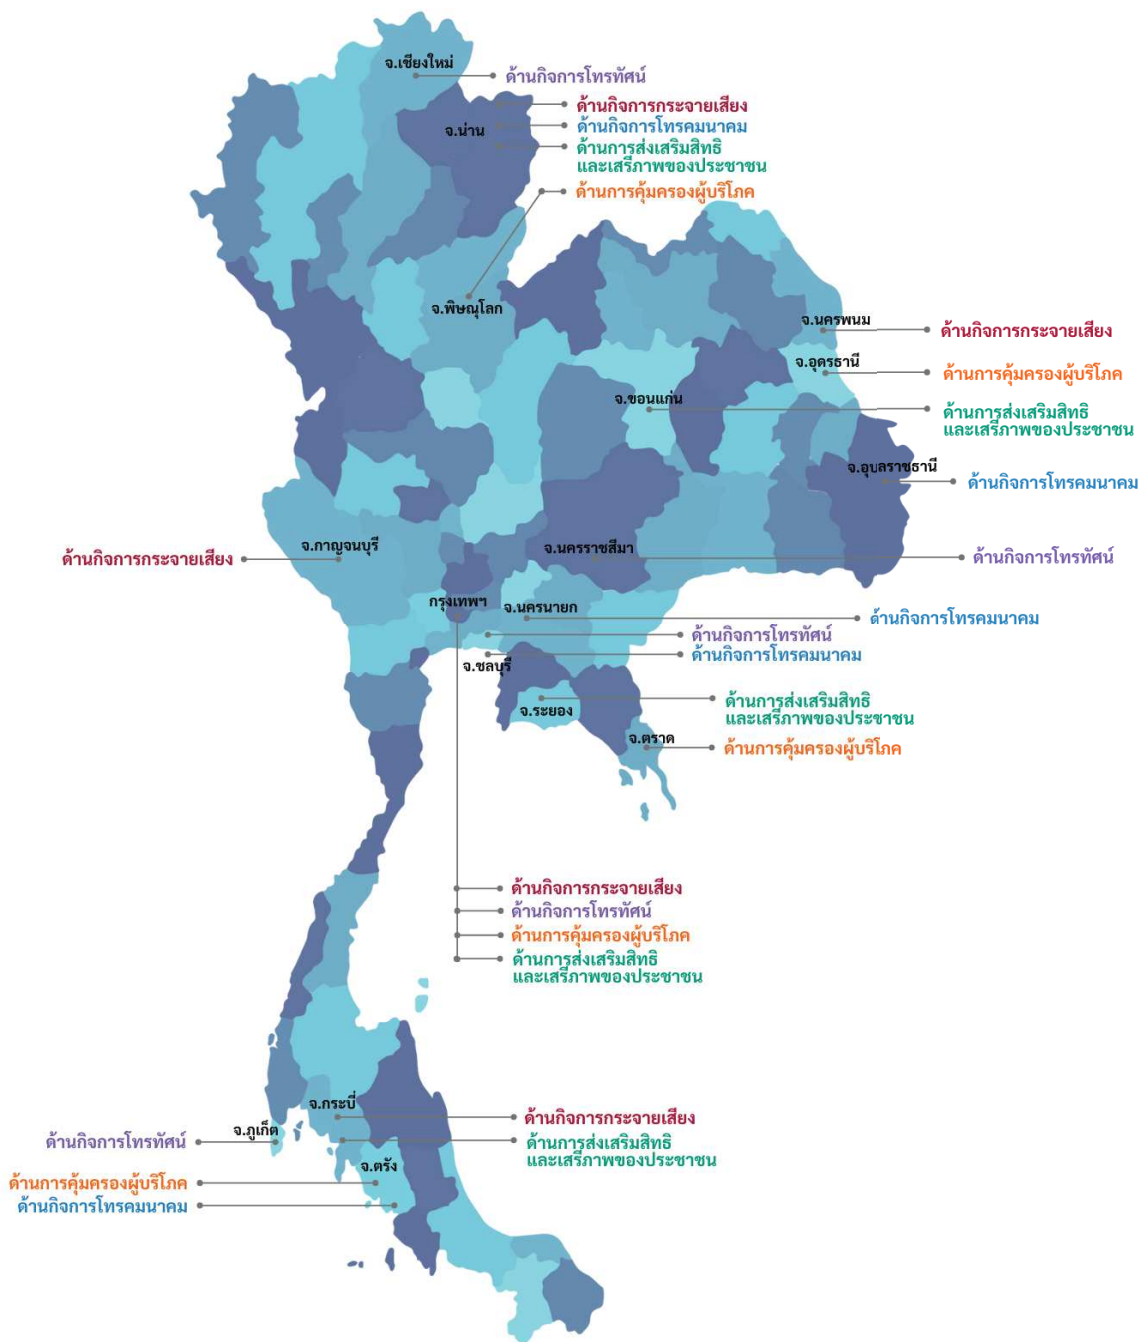 จ.เชียงใหม่
ด้านกิจการโทรทัศน์
ด้านกิจการกระจายเสียง
จ.น่าน
ด้านกิจการโทรคมนาคม
ด้านการส่งเสริมสิทธิ
และเสรีภาพของประชาชน
ด้านการคุ้มครองผู้บริโภค
จ.พิษณุโลก
จ.นครพนม
ด้านกิจการกระจายเสียง
จ.อุดรธานี
ด้านการคุ้มครองผู้บริโภค
จ.ขอนแก่น
ด้านการส่งเสริมสิทธิ
และเสรีภาพของประชาชน
จ.อุบลราชธานี
ด้านกิจการโทรคมนาคม
จ.กาญจนบุรี
ด้านกิจการกระจายเสียง
จ.นครราชสีมา
ด้านกิจการโทรทัศน์
กรุงเทพฯ
จ.นครนายก
ด้านกิจการโทรคมนาคม
ด้านกิจการโทรทัศน์
ด้านกิจการโทรคมนาคม
จ.ชลบุรี
ด้านการส่งเสริมสิทธิ
และเสรีภาพของประชาชน
จ.ระยอง
จ.ตราด
ด้านการคุ้มครองผู้บริโภค
ด้านกิจการกระจายเสียง
ด้านกิจการโทรทัศน์
ด้านการคุ้มครองผู้บริโภค
ด้านการส่งเสริมสิทธิ
และเสรีภาพของประชาชน
จ.กระบี่
ด้านกิจการกระจายเสียง
จ.ภูเก็ต
ด้านกิจการโทรทัศน์
ด้านการส่งเสริมสิทธิ
และเสรีภาพของประชาชน
จ.ตรัง
ด้านการคุ้มครองผู้บริโภค
ด้านกิจการโทรคมนาคม